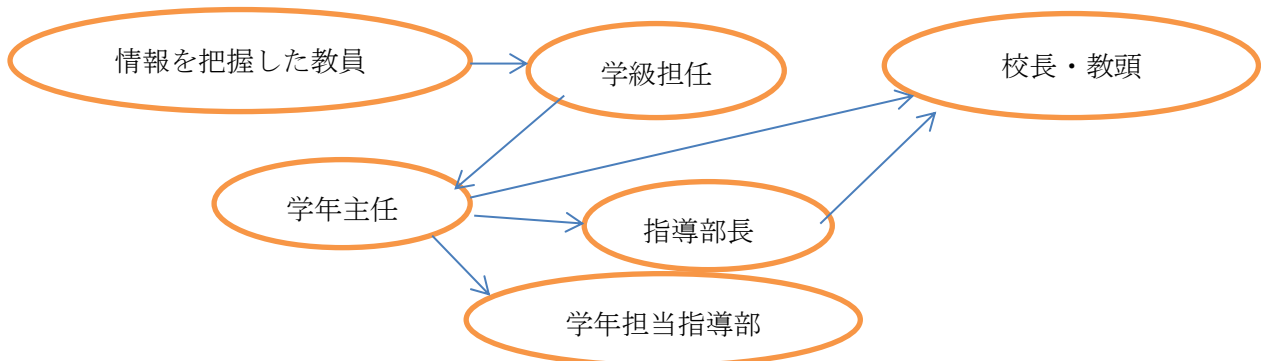 情報を把握した教員
学級担任
校長・教頭
学年主任
指導部長
学年担当指導部